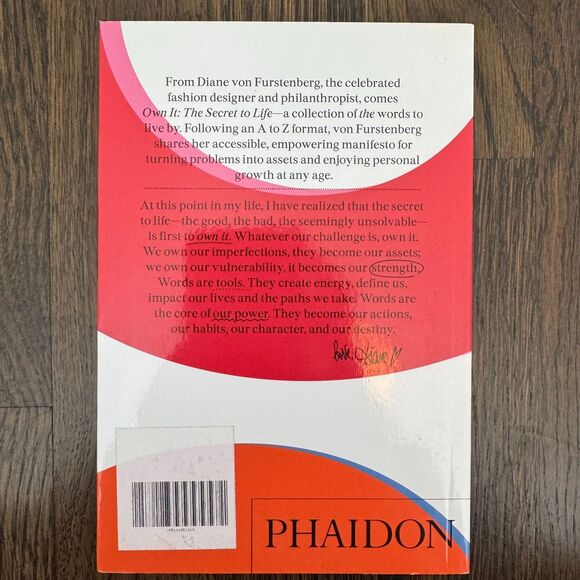 From Diane von Furstenberg, the celebrated
fashion designer and philanthropist, comes
Own It: The Secret to Life—a collection of the words to
live by. Following an A to Z format, von Furstenberg
shares her accessible, empowering manifesto for
turning problems into assets and enjoying personal
growth at any age.
At this point in my life, I have realized that the secret
to life—the good, the bad, the seemingly unsolvable—
is first to own it. Whatever our challenge is, own it.
We own our imperfections, they become our assets;
we own our vulnerability, it becomes our strength.
Words are tools. They create energy, define us,
impact our lives and the paths we take. Words are
the core of our power. They become our actions,
our habits, our character, and our destiny.
Love, Diane
PHAIDON